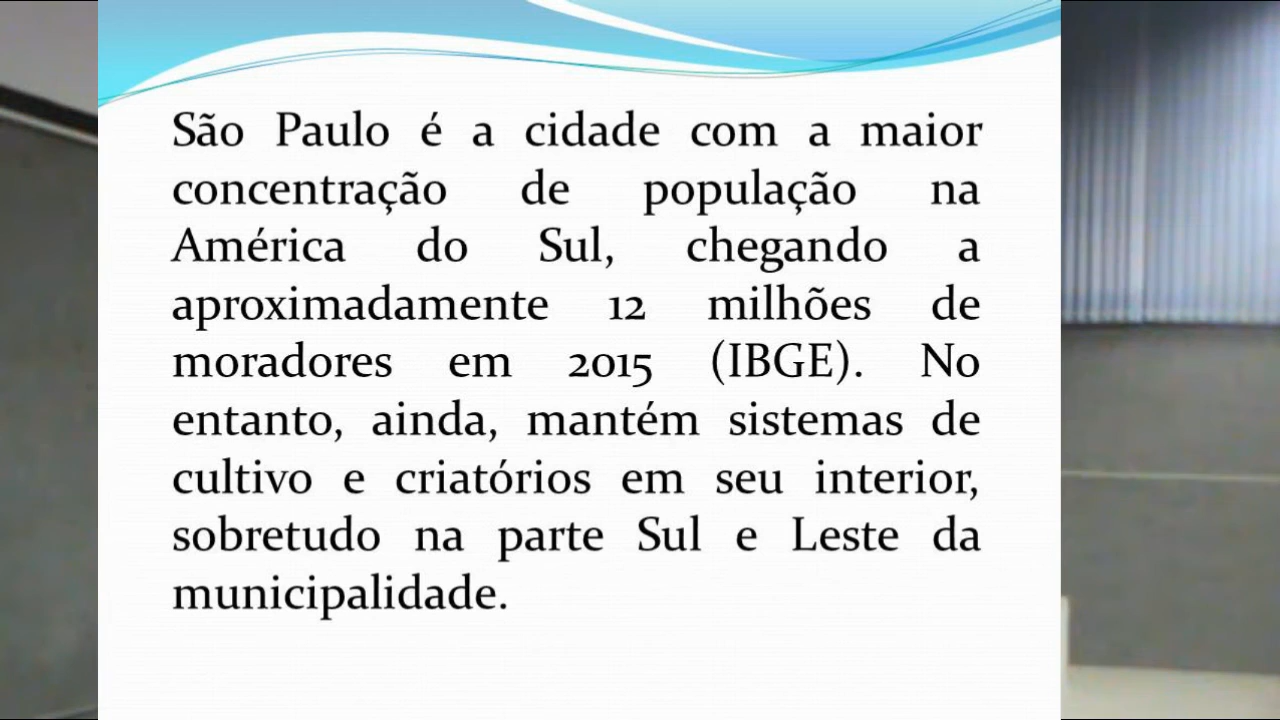 São Paulo é a cidade com a maior
concentração de população na
América do Sul, chegando a
aproximadamente 12 milhões de
moradores em 2015 (IBGE). No
entanto, ainda, mantém sistemas de
cultivo e criatórios em seu interior,
sobretudo na parte Sul e Leste da
municipalidade.